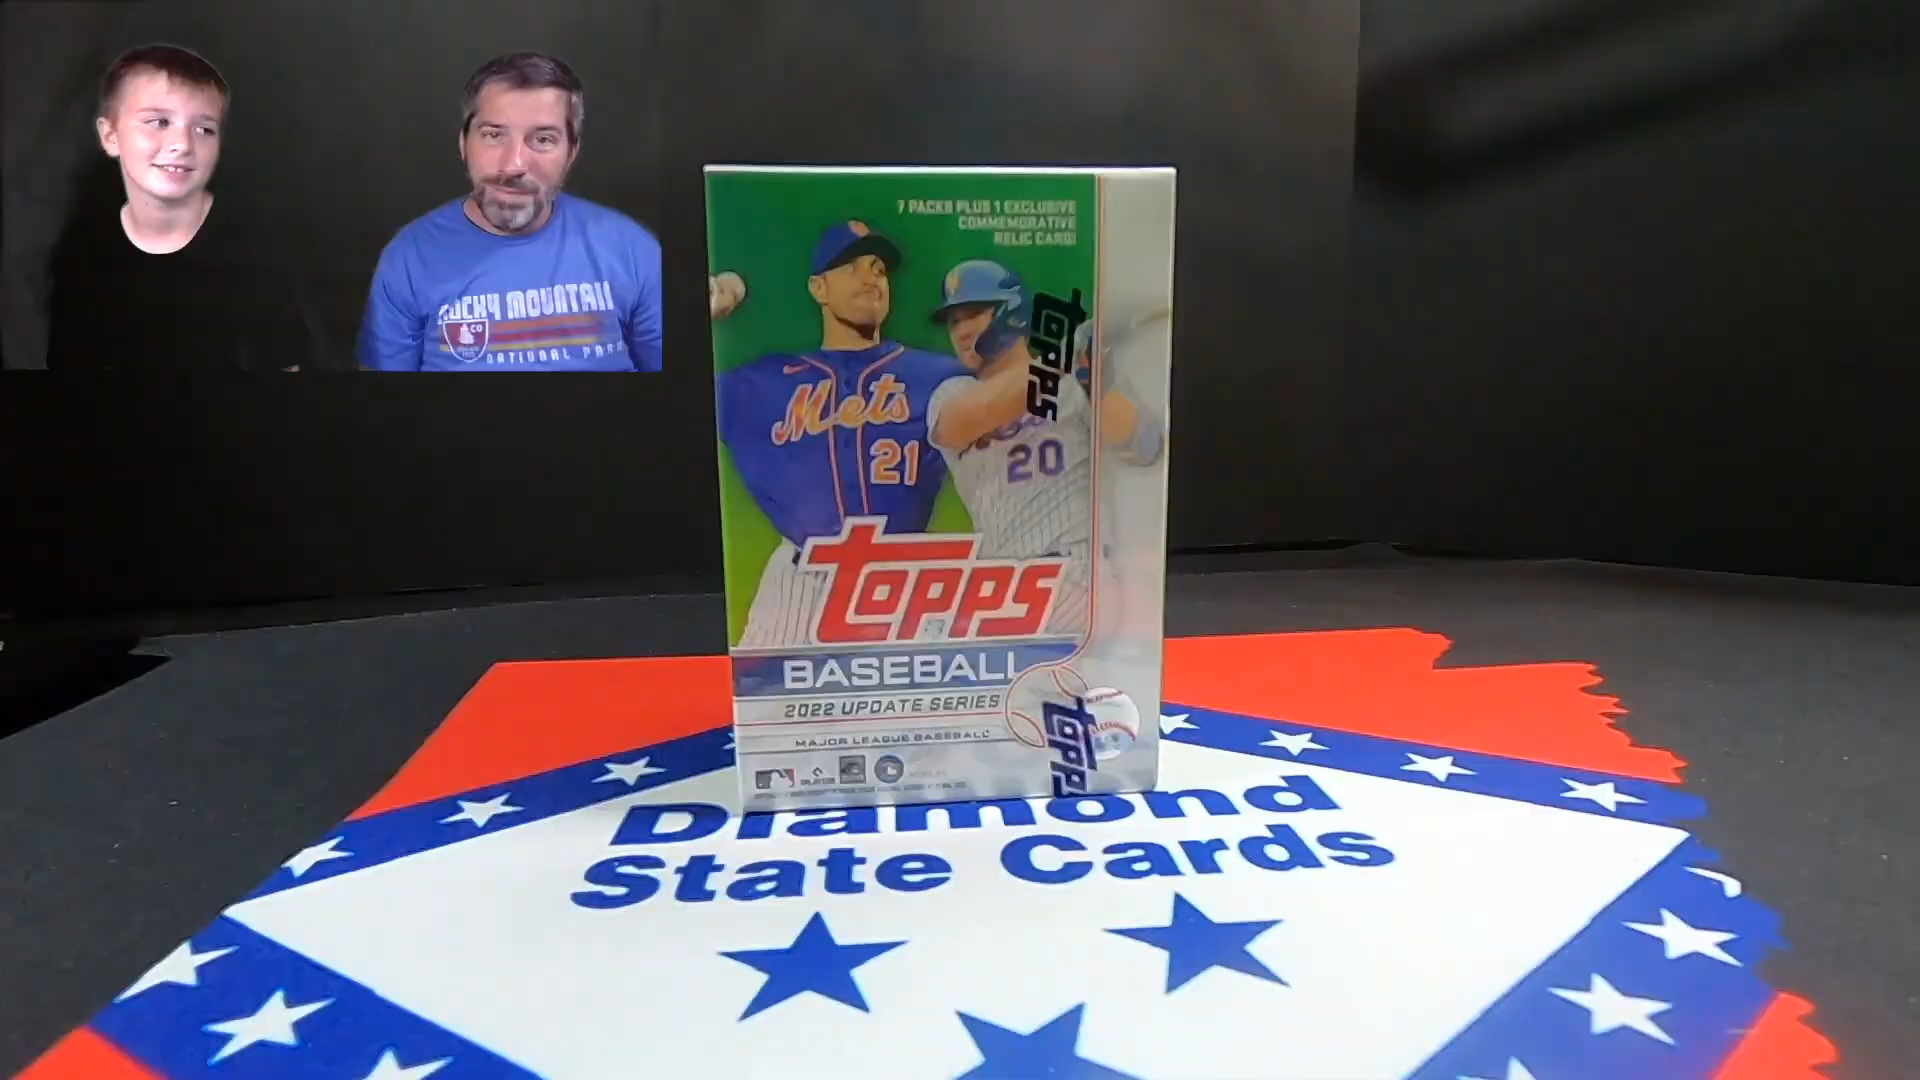 ROCKY MOUNTAIN
CO
NATIONAL PARK
7 PACKS PLUS 1 EXCLUSIVE
COMMEMORATIVE
RELIC CARD!
Mets
21
20
Topps
Topps
BASEBALL
2022 UPDATE SERIES
MAJOR LEAGUE BASEBALL
Topps
Diamond
State Cards